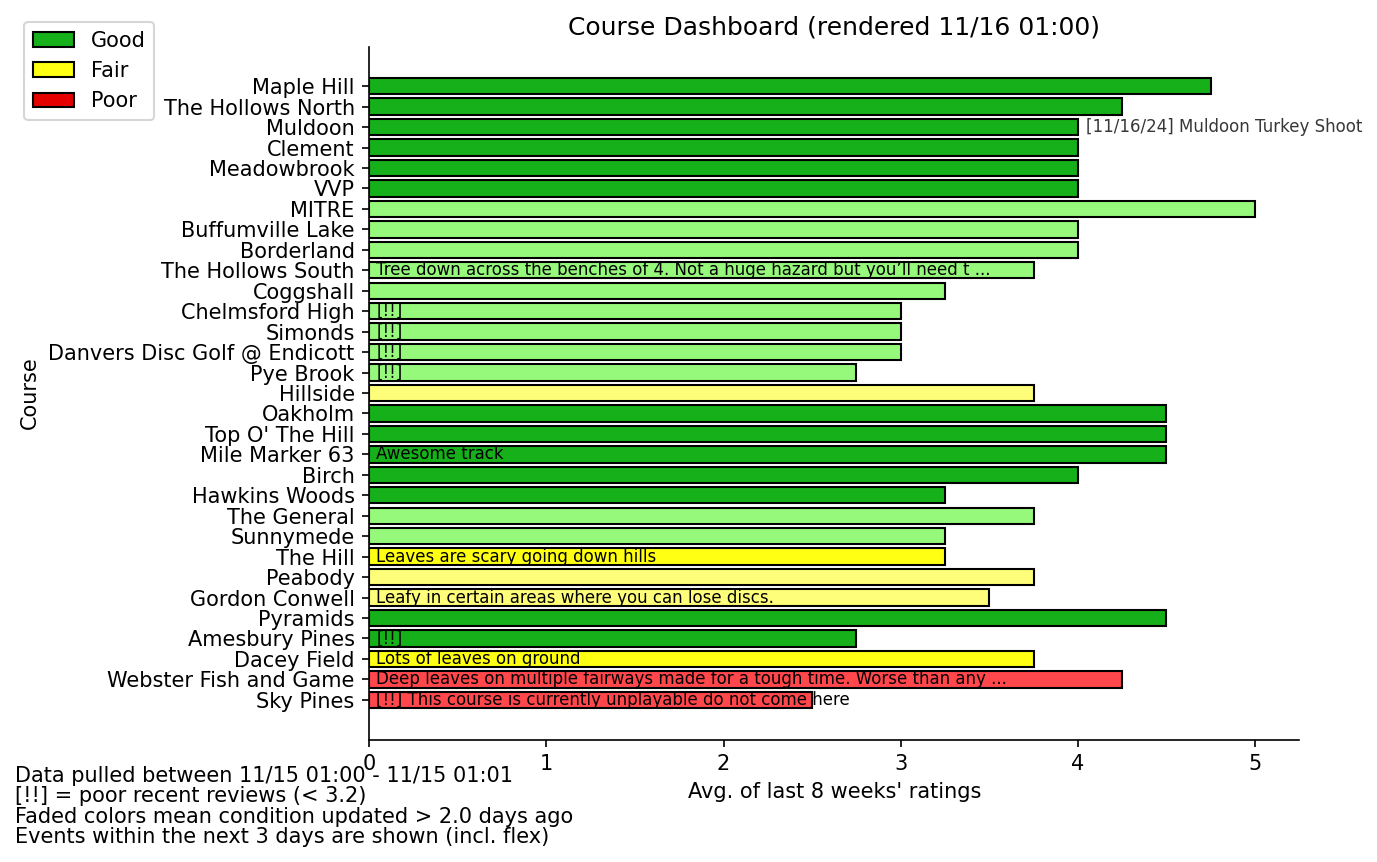 Course Dashboard (rendered 11/16 01:00)
Good
Fair
Poor
Maple Hill
The Hollows North
Muldoon [11/16/24] Muldoon Turkey Shoot
Clement
Meadowbrook
VVP
MITRE
Buffumville Lake
Borderland
The Hollows South Tree down across the benches of 4. Not a huge hazard but you’ll need t ...
Coggshall
Chelmsford High [!!]
Simonds [!!]
Danvers Disc Golf @ Endicott [!!]
Pye Brook [!!]
Hillside
Oakholm
Top O' The Hill
Mile Marker 63 Awesome track
Birch
Hawkins Woods
The General
Sunnymede
The Hill Leaves are scary going down hills
Peabody
Gordon Conwell Leafy in certain areas where you can lose discs.
Pyramids
Amesbury Pines [!!]
Dacey Field Lots of leaves on ground
Webster Fish and Game Deep leaves on multiple fairways made for a tough time. Worse than any ...
Sky Pines [!!] This course is currently unplayable do not come here
Course
0 1 2 3 4 5
Avg. of last 8 weeks' ratings
Data pulled between 11/15 01:00 - 11/15 01:01
[!!] = poor recent reviews (< 3.2)
Faded colors mean condition updated > 2.0 days ago
Events within the next 3 days are shown (incl. flex)